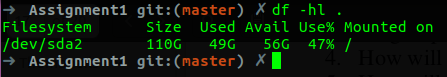 ➜ Assignment1 git:(master) ✗ df -hl .
Filesystem Size Used Avail Use% Mounted on
/dev/sda2 110G 49G 56G 47% /
➜ Assignment1 git:(master) ✗